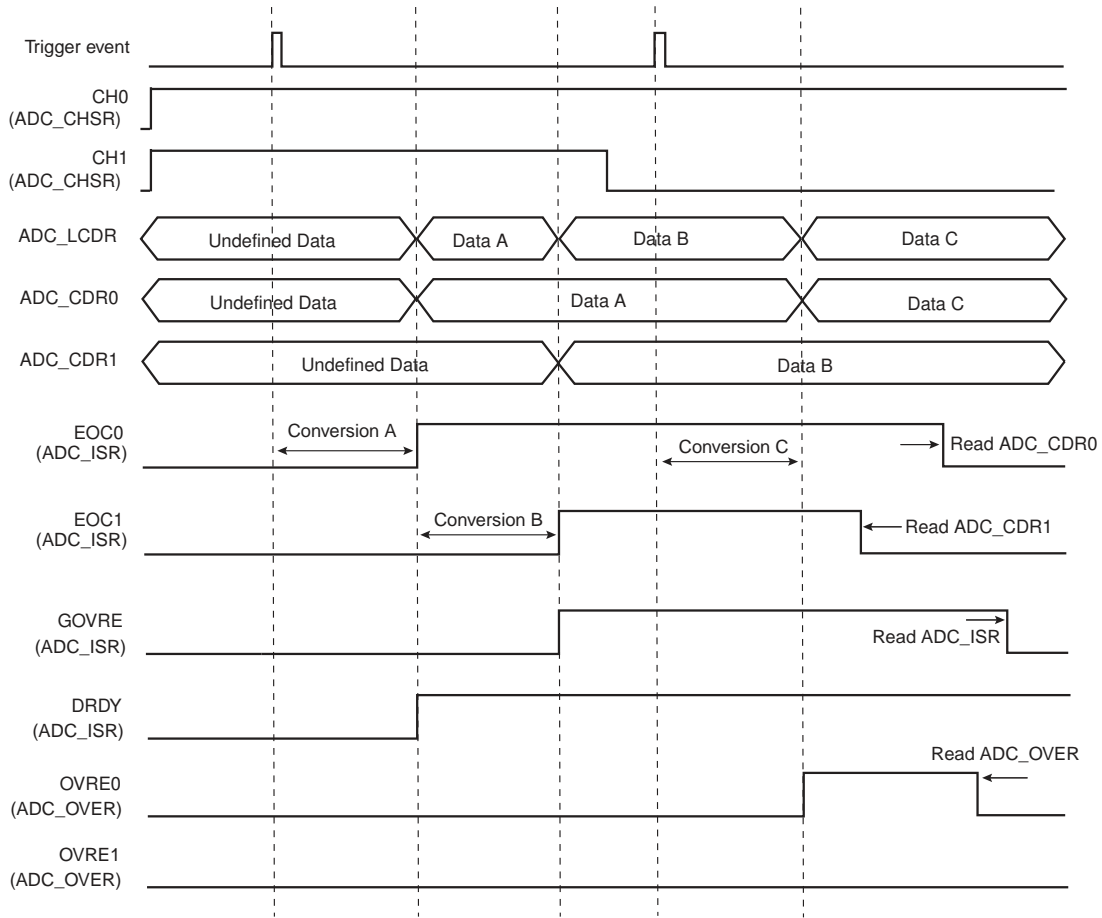 Trigger event
CH0
(ADC_CHSR)
CH1
(ADC_CHSR)
ADC_LCDR
Undefined Data
Data A
Data B
Data C
ADC_CDR0
Undefined Data
Data A
Data C
ADC_CDR1
Undefined Data
Data B
EOC0
(ADC_ISR)
Conversion A
Conversion C
Read ADC_CDR0
EOC1
(ADC_ISR)
Conversion B
Read ADC_CDR1
GOVRE
(ADC_ISR)
Read ADC_ISR
DRDY
(ADC_ISR)
Read ADC_OVER
OVRE0
(ADC_OVER)
OVRE1
(ADC_OVER)